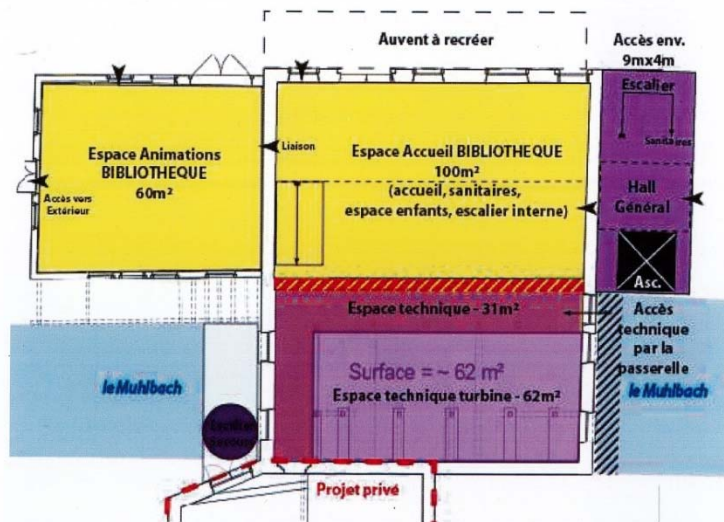 Auvent à recréer
Accès env.
9mx4m
Escalier
Sanitaires
Espace Animations
BIBLIOTHEQUE
60m²
Liaison
Espace Accueil BIBLIOTHEQUE
100m²
(accueil, sanitaires,
espace enfants, escalier interne)
Accès vers
Extérieur
Hall
Général
Asc.
Espace technique - 31m²
Accès
technique
par la
passerelle
le Muhlbach
Surface = ~ 62 m²
Espace technique turbine - 62m²
le Muhlbach
Projet privé